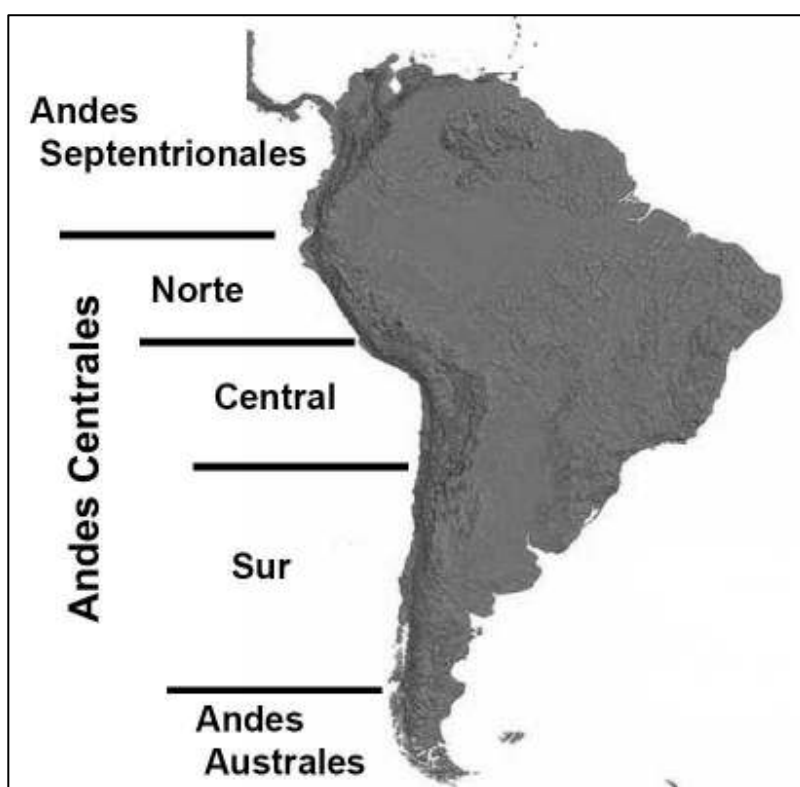 Andes
Septentrionales
Andes Centrales
Norte
Central
Sur
Andes
Australes